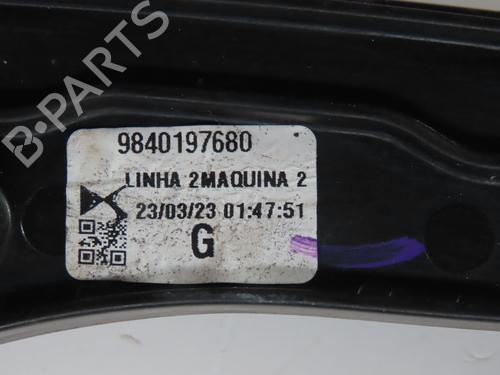 B-PARTS
9840197680
LINHA 2MAQUINA 2
23/03/23 01:47:51
G